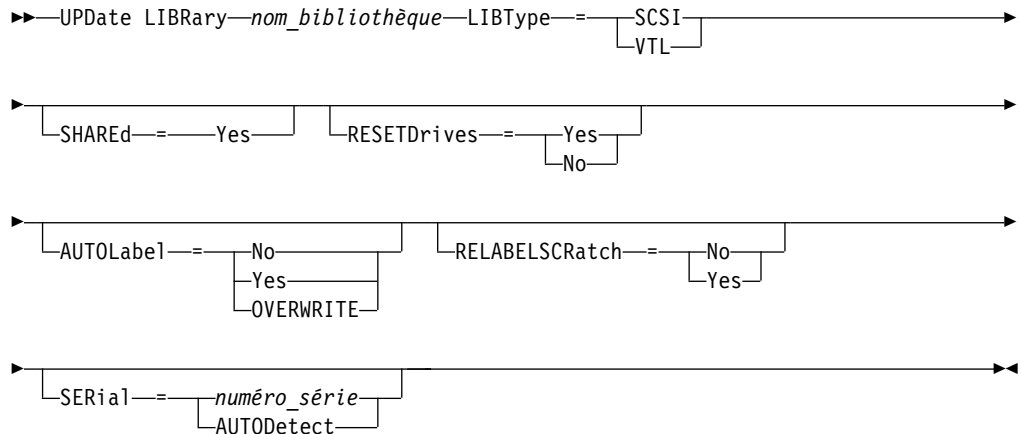 UPDate LIBRary nom_bibliothèque LIBType = SCSI
VTL
SHAREd = Yes RESETDrives = Yes
No
AUTOLabel = No RELABELSCRatch = No
Yes Yes
OVERWRITE
SERial = numéro_série
AUTODetect